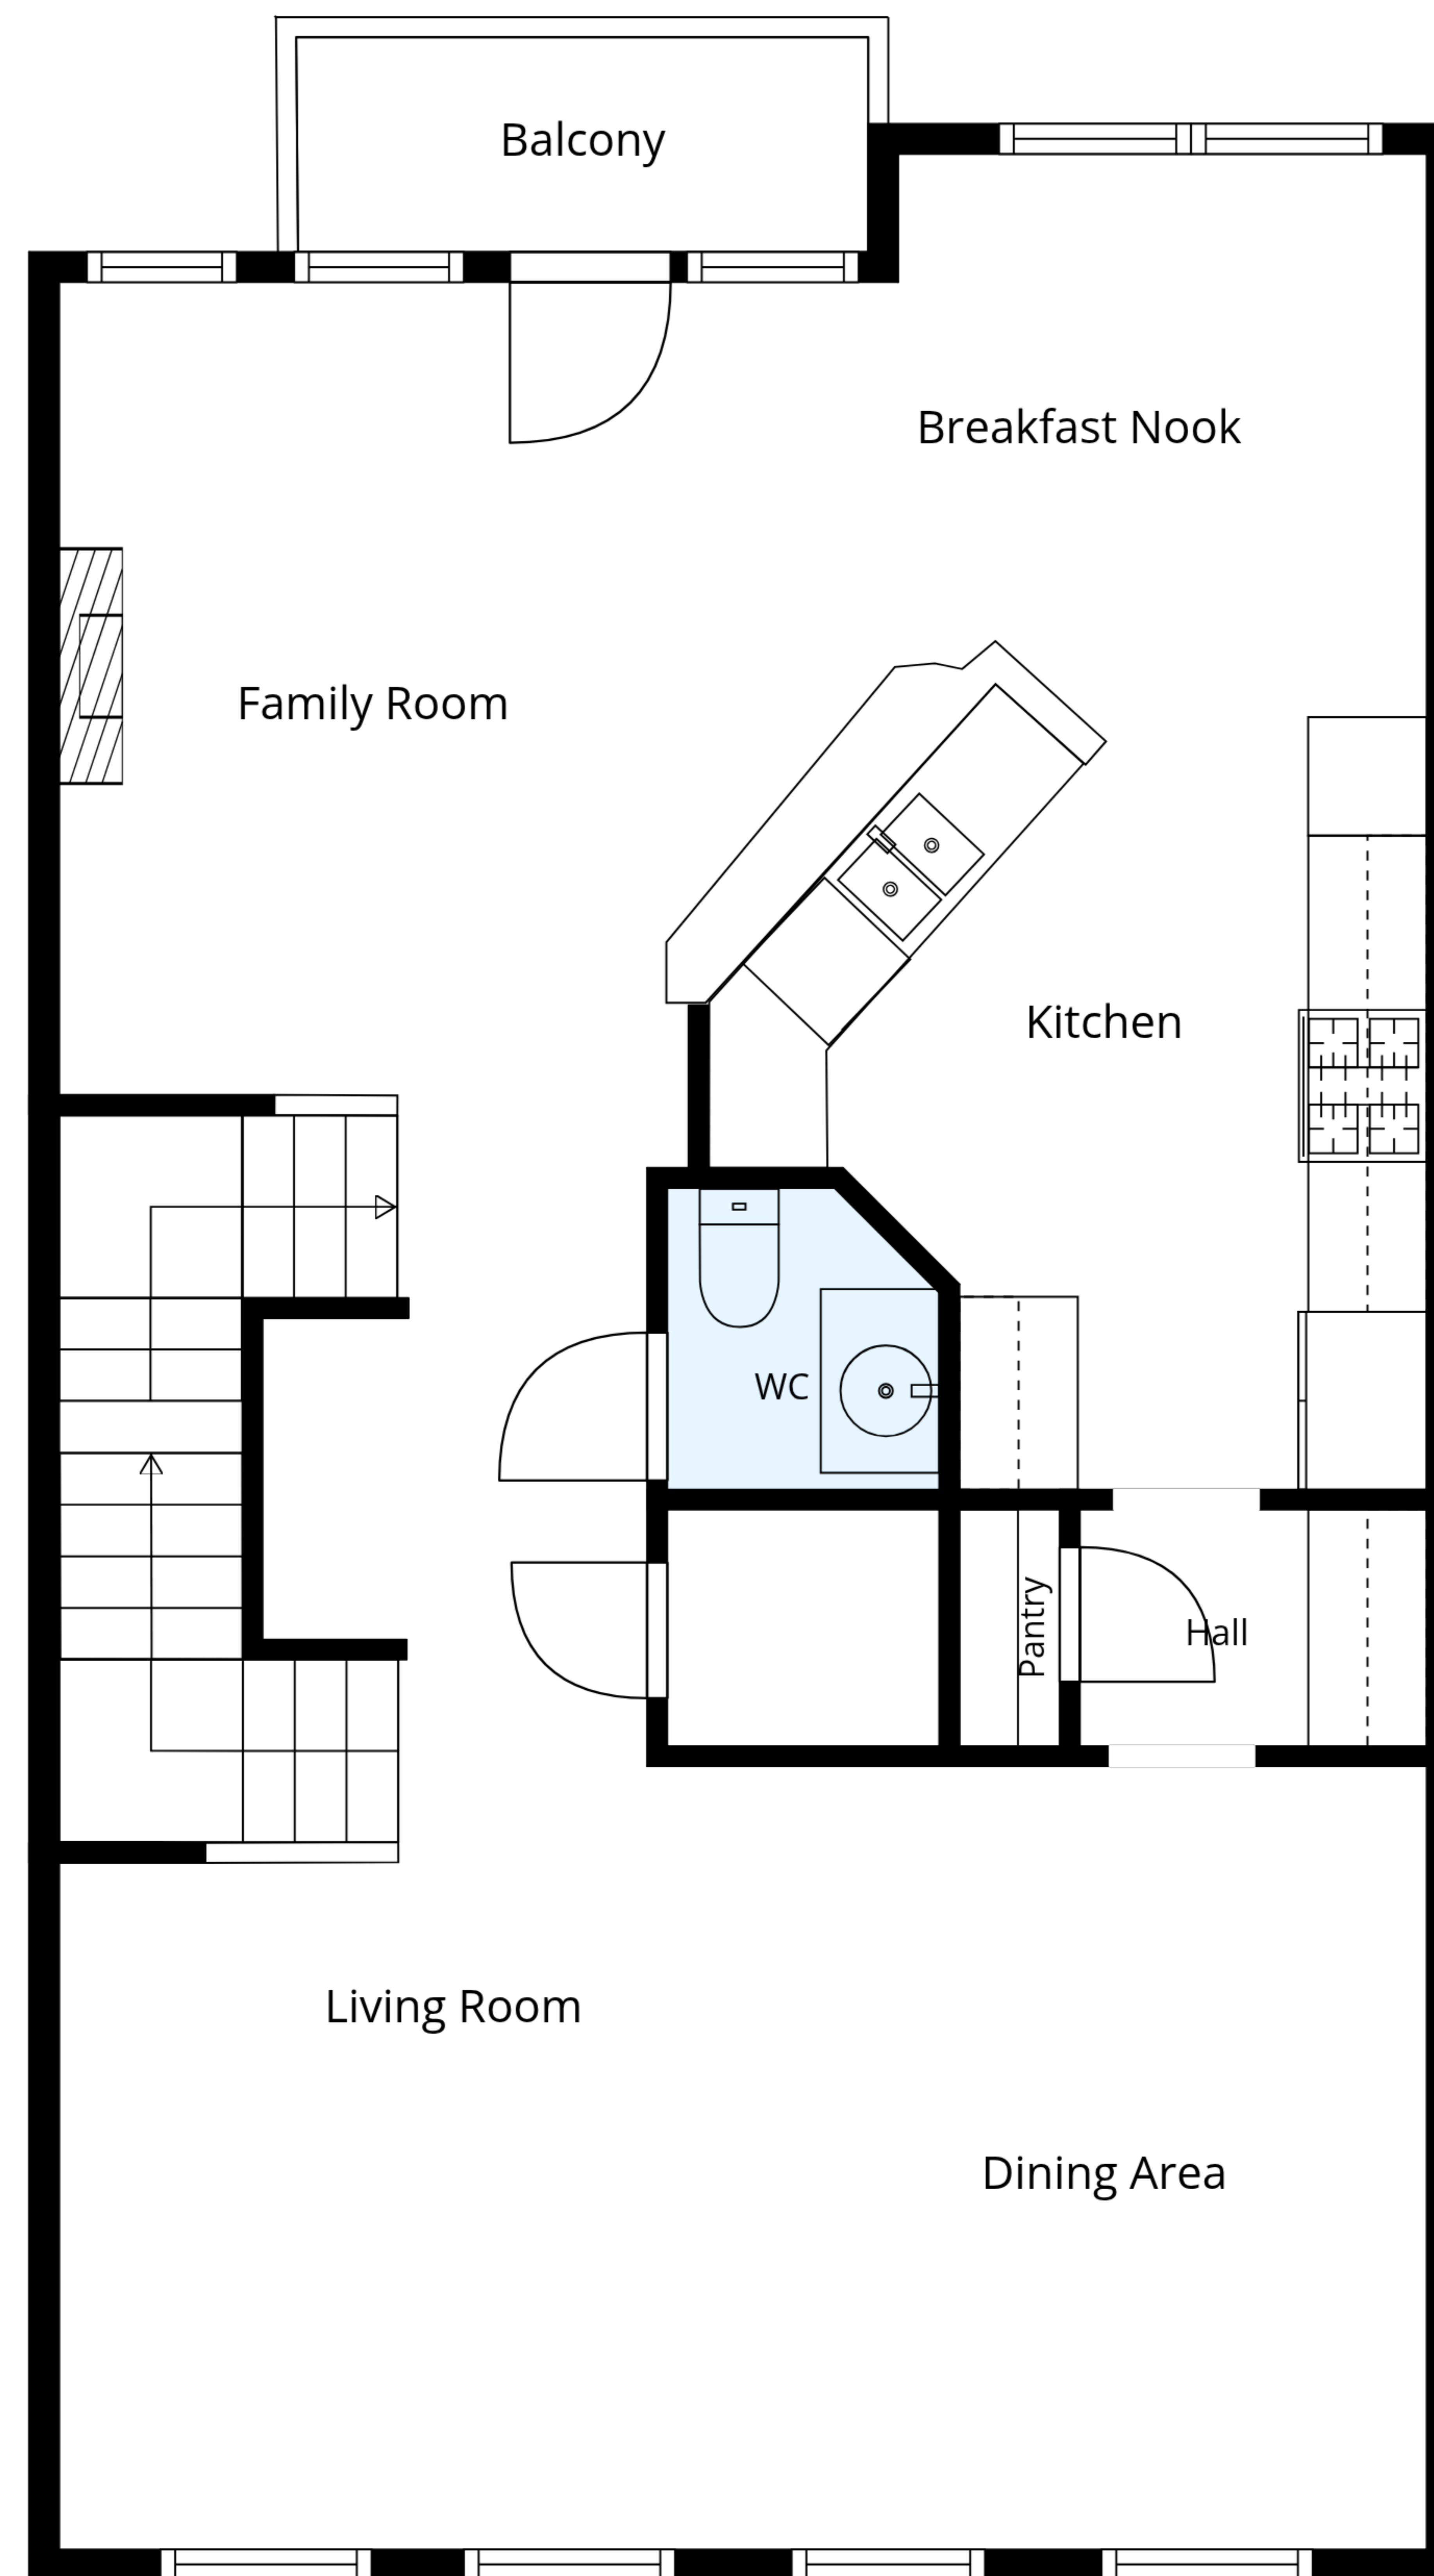 Balcony
Breakfast Nook
Family Room
Kitchen
WC
Pantry
Hall
Living Room
Dining Area